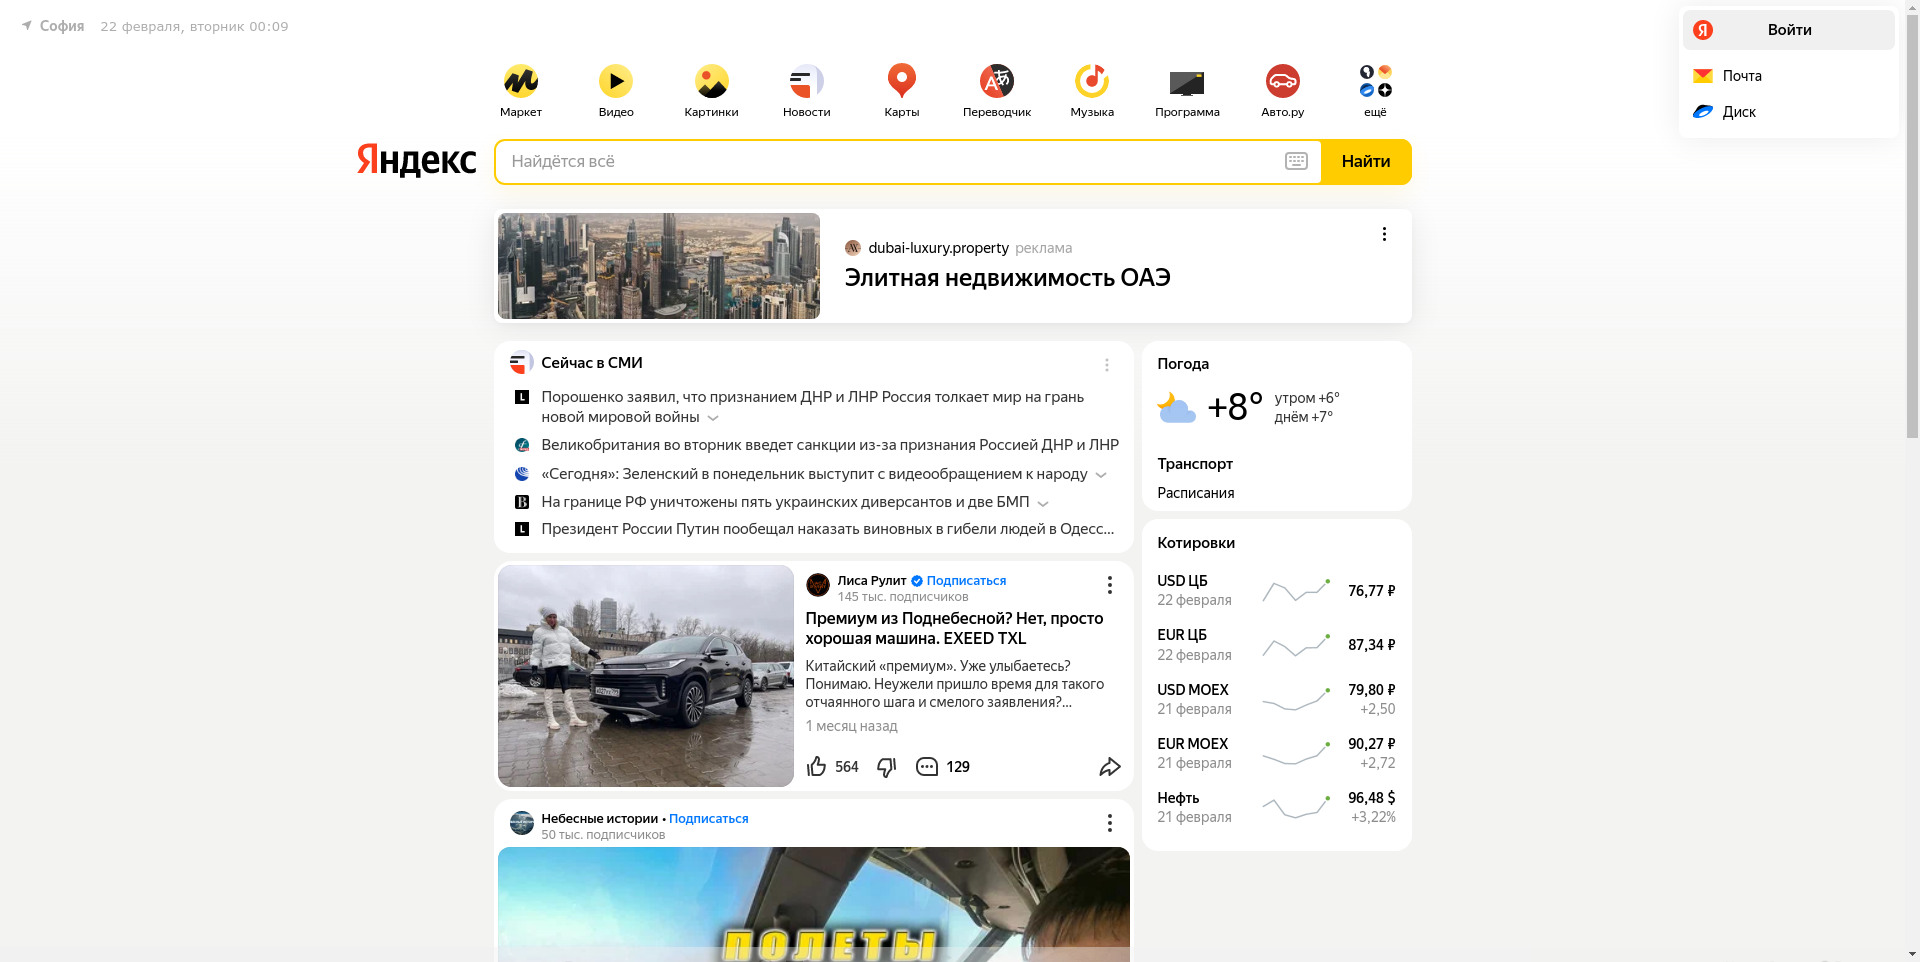 София 22 февраля, вторник 00:09
Войти
Почта
Диск
Маркет Видео Картинки Новости Карты Переводчик Музыка Программа Авто.ру ещё
Яндекс Найдётся всё Найти
dubai-luxury.property реклама
Элитная недвижимость ОАЭ
Сейчас в СМИ
Порошенко заявил, что признанием ДНР и ЛНР Россия толкает мир на грань
новой мировой войны
Великобритания во вторник введет санкции из-за признания Россией ДНР и ЛНР
«Сегодня»: Зеленский в понедельник выступит с видеообращением к народу
На границе РФ уничтожены пять украинских диверсантов и две БМП
Президент России Путин пообещал наказать виновных в гибели людей в Одесс...
Погода
+8° утром +6°
днём +7°
Транспорт
Расписания
Котировки
USD ЦБ
22 февраля
76,77 ₽
EUR ЦБ
22 февраля
87,34 ₽
USD MOEX 79,80 ₽
21 февраля +2,50
EUR MOEX 90,27 ₽
21 февраля +2,72
Нефть 96,48 $
21 февраля +3,22%
Лиса Рулит Подписаться
145 тыс. подписчиков
Премиум из Поднебесной? Нет, просто
хорошая машина. EXEED TXL
Китайский «премиум». Уже улыбаетесь?
Понимаю. Неужели пришло время для такого
отчаянного шага и смелого заявления?...
1 месяц назад
564 129
Небесные истории • Подписаться
50 тыс. подписчиков
ПОЛЕТЫ